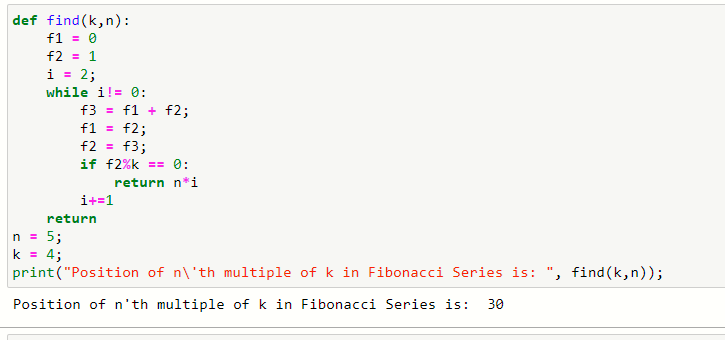 def find(k,n):
    f1 = 0
    f2 = 1
    i = 2;
    while i!= 0:
        f3 = f1 + f2;
        f1 = f2;
        f2 = f3;
        if f2%k == 0:
            return n*i
        i+=1
    return
n = 5;
k = 4;
print("Position of n\'th multiple of k in Fibonacci Series is: ", find(k,n));
Position of n'th multiple of k in Fibonacci Series is:  30